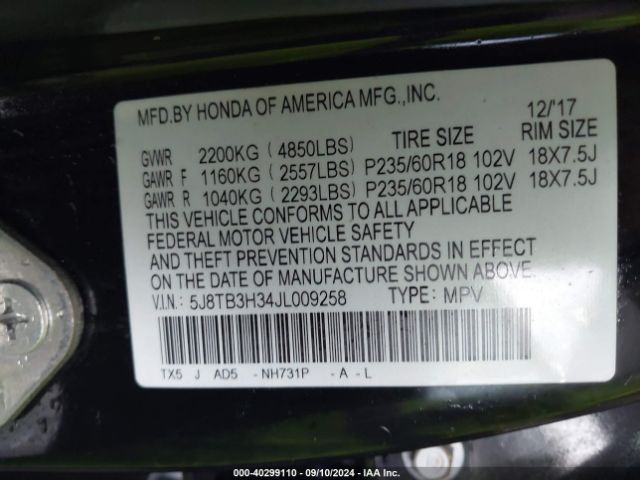 MFD.BY HONDA OF AMERICA MFG.,INC. 12/'17
GVWR 2200KG (4850LBS) TIRE SIZE RIM SIZE
GAWR F 1160KG (2557LBS) P235/60R18 102V 18X7.5J
GAWR R 1040KG (2293LBS) P235/60R18 102V 18X7.5J
THIS VEHICLE CONFORMS TO ALL APPLICABLE
FEDERAL MOTOR VEHICLE SAFETY
AND THEFT PREVENTION STANDARDS IN EFFECT
ON THE DATE OF MANUFACTURE SHOWN ABOVE.
V.I.N.: 5J8TB3H34JL009258 TYPE: MPV
TX5 J AD5 -NH731P -A-L
000-40299110 - 09/10/2024 - IAA Inc.